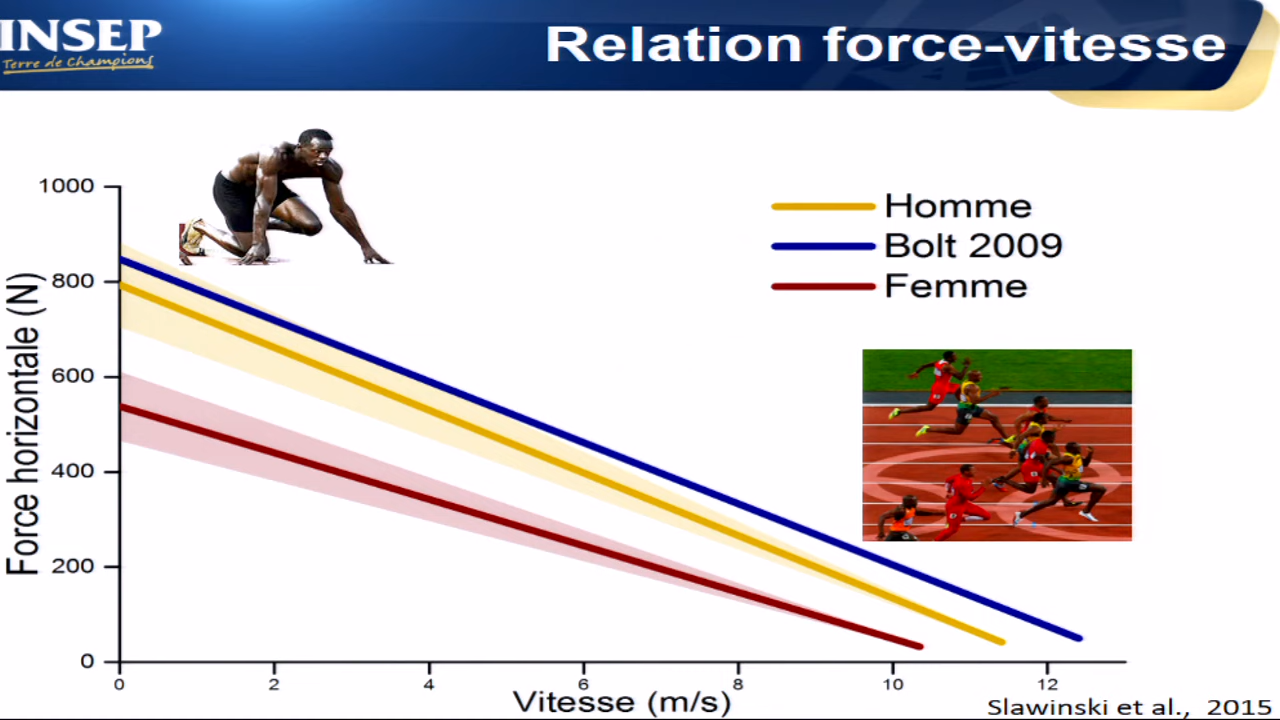 INSEP
Terre de Champions
Relation force-vitesse
Homme
Bolt 2009
Femme
Force horizontale (N)
1000
800
600
400
200
0
0 2 4 6 8 10 12
Vitesse (m/s)
Slawinski et al., 2015